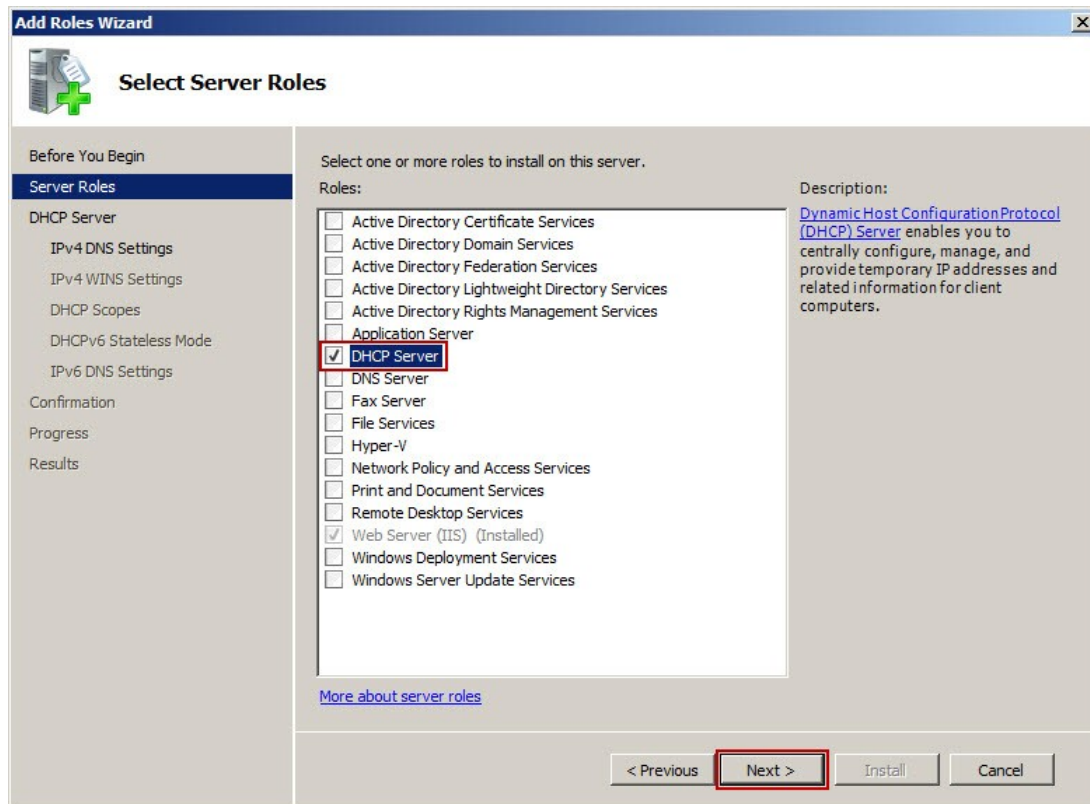 Add Roles Wizard
Select Server Roles
Before You Begin
Server Roles
DHCP Server
IPv4 DNS Settings
IPv4 WINS Settings
DHCP Scopes
DHCPv6 Stateless Mode
IPv6 DNS Settings
Confirmation
Progress
Results
Select one or more roles to install on this server.
Roles:
Active Directory Certificate Services
Active Directory Domain Services
Active Directory Federation Services
Active Directory Lightweight Directory Services
Active Directory Rights Management Services
Application Server
DHCP Server
DNS Server
Fax Server
File Services
Hyper-V
Network Policy and Access Services
Print and Document Services
Remote Desktop Services
Web Server (IIS) (Installed)
Windows Deployment Services
Windows Server Update Services
More about server roles
Description:
Dynamic Host Configuration Protocol
(DHCP) Server enables you to
centrally configure, manage, and
provide temporary IP addresses and
related information for client
computers.
< Previous
Next >
Install
Cancel